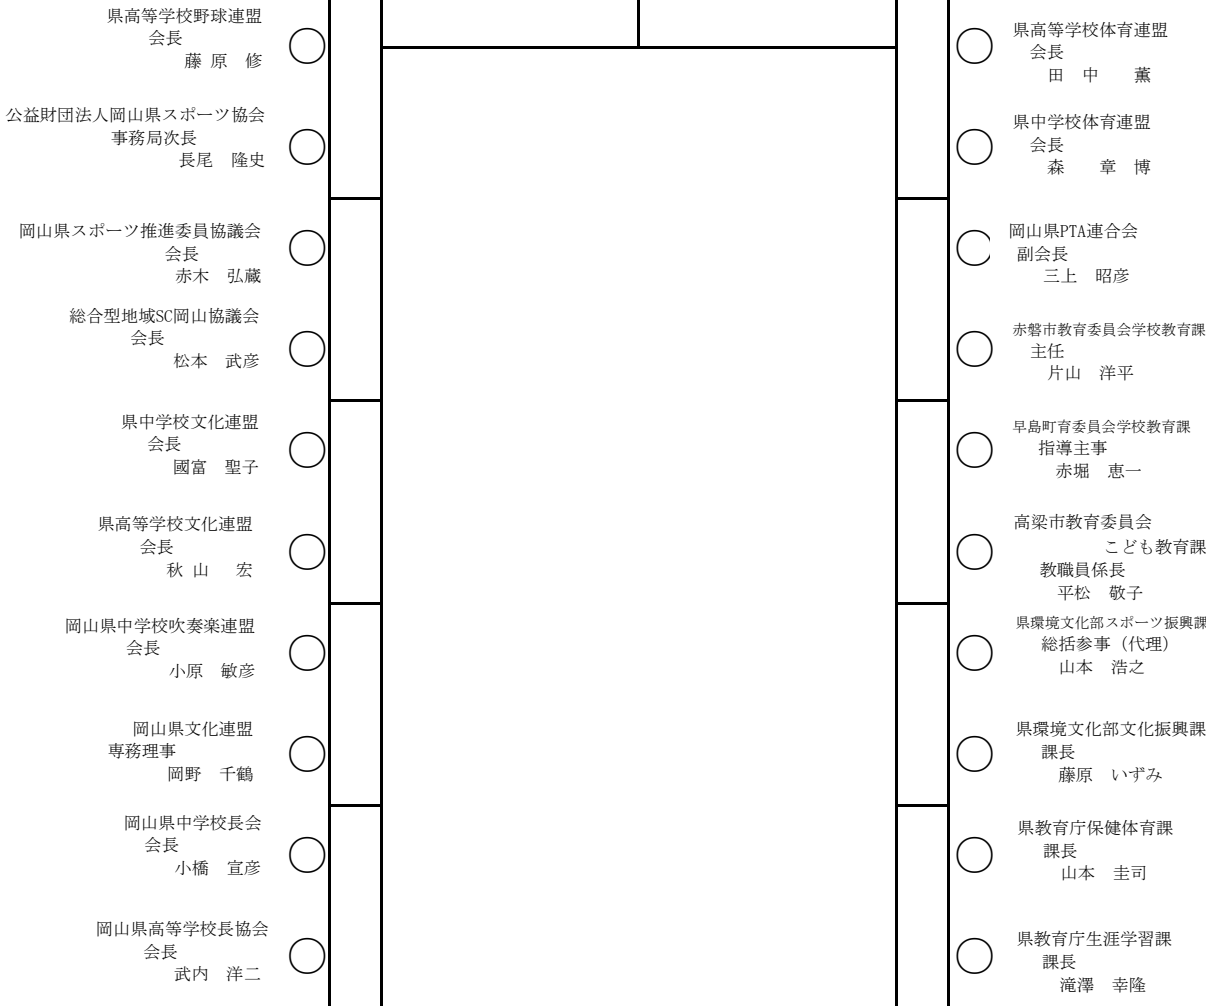 県高等学校野球連盟
会長
藤 原　修
公益財団法人岡山県スポーツ協会
事務局次長
長尾　隆史
岡山県スポーツ推進委員協議会
会長
赤木　弘蔵
総合型地域SC岡山協議会
会長
松本　武彦
県中学校文化連盟
会長
國富　聖子
県高等学校文化連盟
会長
秋 山　宏
岡山県中学校吹奏楽連盟
会長
小原　敏彦
岡山県文化連盟
専務理事
岡野　千鶴
岡山県中学校長会
会長
小橋　宣彦
岡山県高等学校長協会
会長
武内　洋二
県高等学校体育連盟
会長
田　中　　薫
県中学校体育連盟
会長
森　　章　博
岡山県PTA連合会
副会長
三上　昭彦
赤磐市教育委員会学校教育課
主任
片山　洋平
早島町育委員会学校教育課
指導主事
赤堀　恵一
高梁市教育委員会
こども教育課
教職員係長
平松　敬子
県環境文化部スポーツ振興課
総括参事（代理）
山本　浩之
県環境文化部文化振興課
課長
藤原　いずみ
県教育庁保健体育課
課長
山本　圭司
県教育庁生涯学習課
課長
滝澤　幸隆